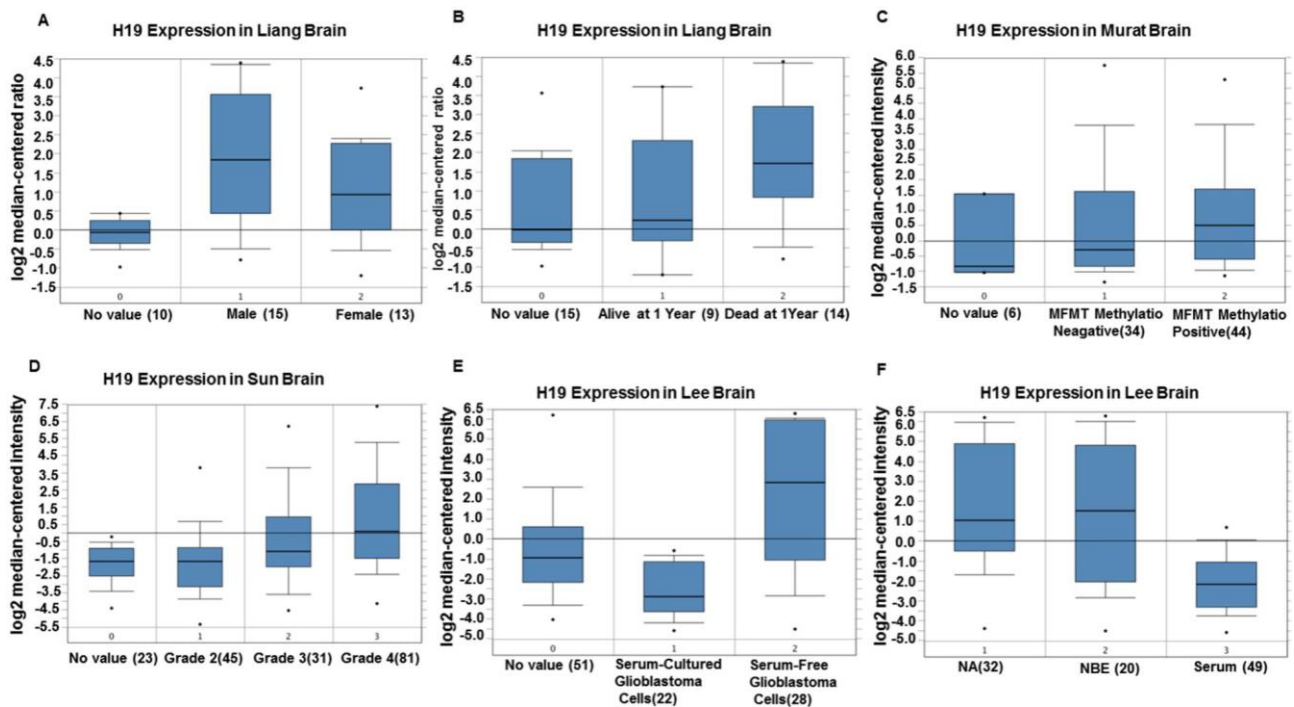 A
H19 Expression in Liang Brain
log2 median-centered ratio
4.5
4.0
3.5
3.0
2.5
2.0
1.5
1.0
0.5
0.0
-0.5
-1.0
-1.5
0 1 2
No value (10) Male (15) Female (13)
B
H19 Expression in Liang Brain
log2 median-centered ratio
4.5
4.0
3.5
3.0
2.5
2.0
1.5
1.0
0.5
0.0
-0.5
-1.0
-1.5
0 1 2
No value (15) Alive at 1 Year (9) Dead at 1Year (14)
C
H19 Expression in Murat Brain
log2 median-centered intensity
6.0
5.5
5.0
4.5
3.5
2.5
1.5
1.0
0.5
0.0
-0.5
-1.0
-1.5
0 1 2
No value (6) MFMT Methylatio MFMT Methylatio
Neagative(34) Positive(44)
D
H19 Expression in Sun Brain
log2 median-centered intensity
7.5
6.5
5.5
4.5
3.5
2.5
1.5
0.5
-0.5
-1.5
-2.5
-3.5
-4.5
-5.5
0 1 2 3
No value (23) Grade 2(45) Grade 3(31) Grade 4(81)
E
H19 Expression in Lee Brain
log2 median-centered intensity
6.5
6.0
5.0
4.0
3.0
2.0
1.0
0.0
-1.0
-2.0
-3.0
-4.0
-5.0
0 1 2
No value (51) Serum-Cultured Serum-Free
Glioblastoma Glioblastoma
Cells(22) Cells(28)
F
H19 Expression in Lee Brain
log2 median-centered intensity
6.5
6.0
5.0
4.0
3.0
2.0
1.0
0.0
-1.0
-2.0
-3.0
-4.0
-5.0
1 2 3
NA(32) NBE (20) Serum (49)